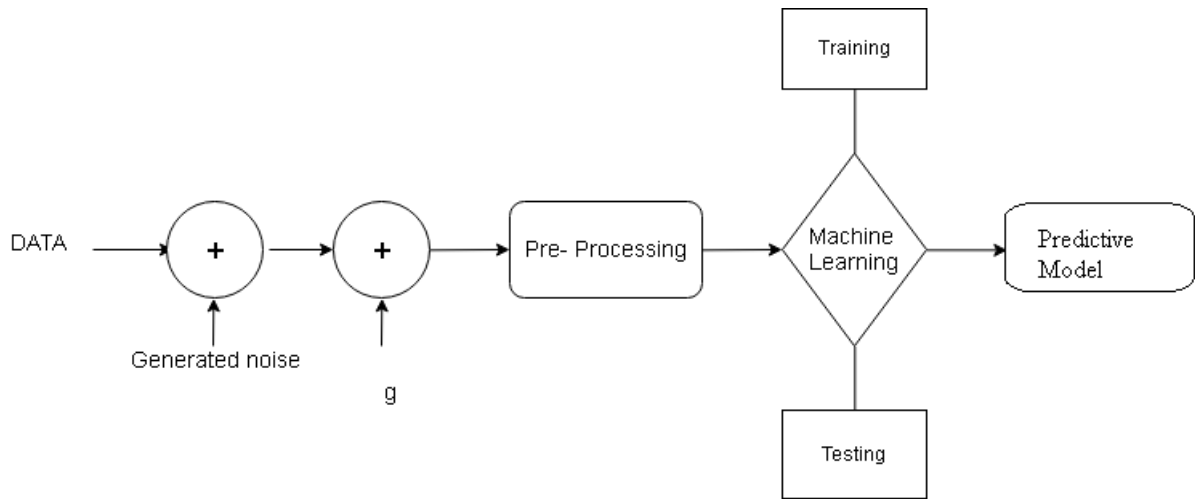 Training
DATA
+
+
Pre- Processing
Machine
Learning
Predictive
Model
Generated noise
g
Testing